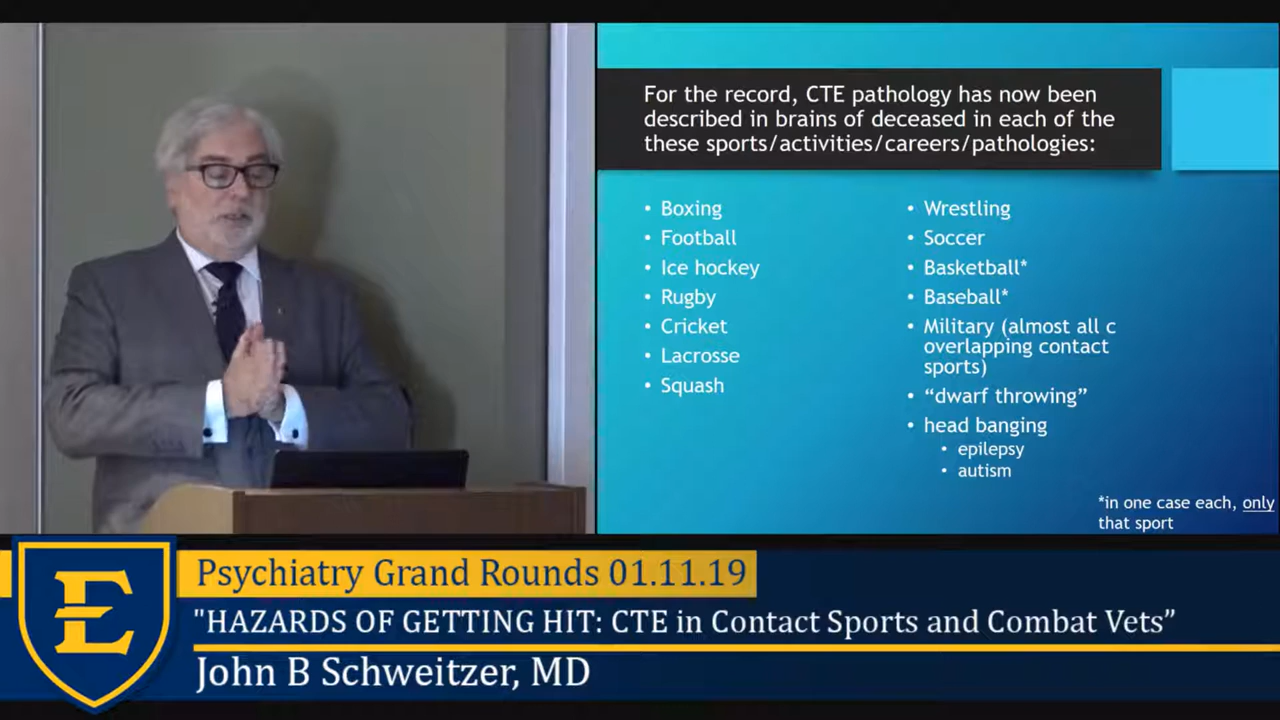 For the record, CTE pathology has now been
described in brains of deceased in each of the
these sports/activities/careers/pathologies:
• Boxing
• Football
• Ice hockey
• Rugby
• Cricket
• Lacrosse
• Squash
• Wrestling
• Soccer
• Basketball*
• Baseball*
• Military (almost all c
overlapping contact
sports)
• “dwarf throwing”
• head banging
• epilepsy
• autism
*in one case each, only
that sport
E
Psychiatry Grand Rounds 01.11.19
"HAZARDS OF GETTING HIT: CTE in Contact Sports and Combat Vets”
John B Schweitzer, MD